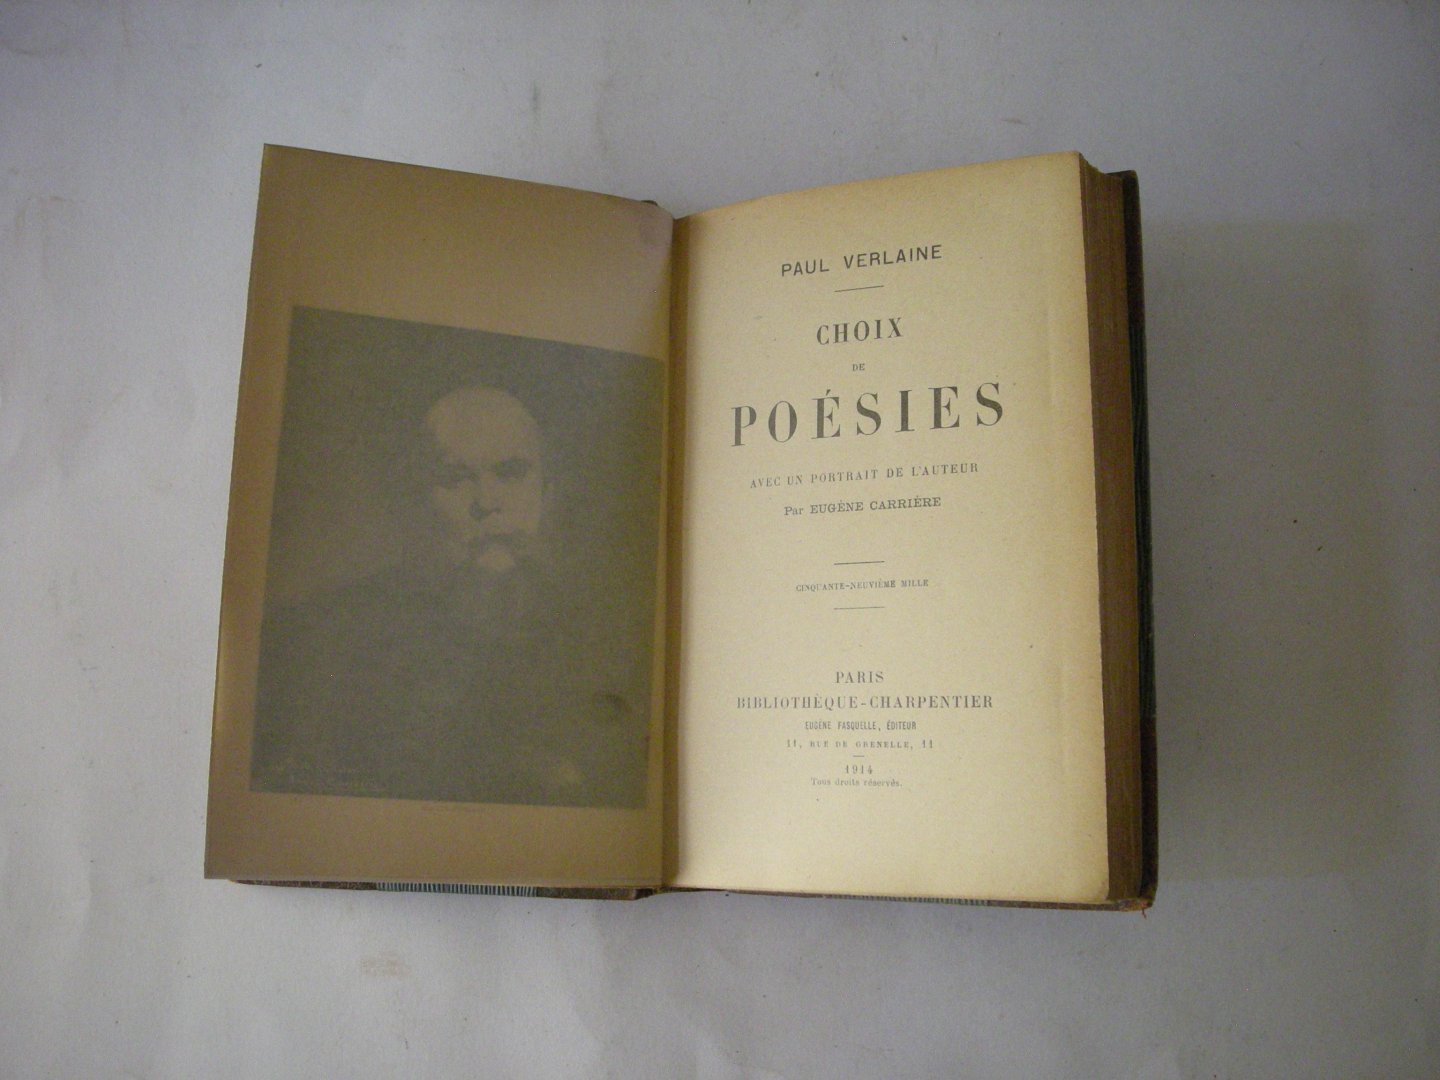 PAUL VERLAINE
CHOIX
DE
POÉSIES
AVEC UN PORTRAIT DE L'AUTEUR
Par EUGÈNE CARRIÈRE
CINQUANTE-NEUVIÈME MILLE
PARIS
BIBLIOTHÈQUE-CHARPENTIER
EUGÈNE FASQUELLE, ÉDITEUR
11, RUE DE GRENELLE, 11
1914
Tous droits réservés.